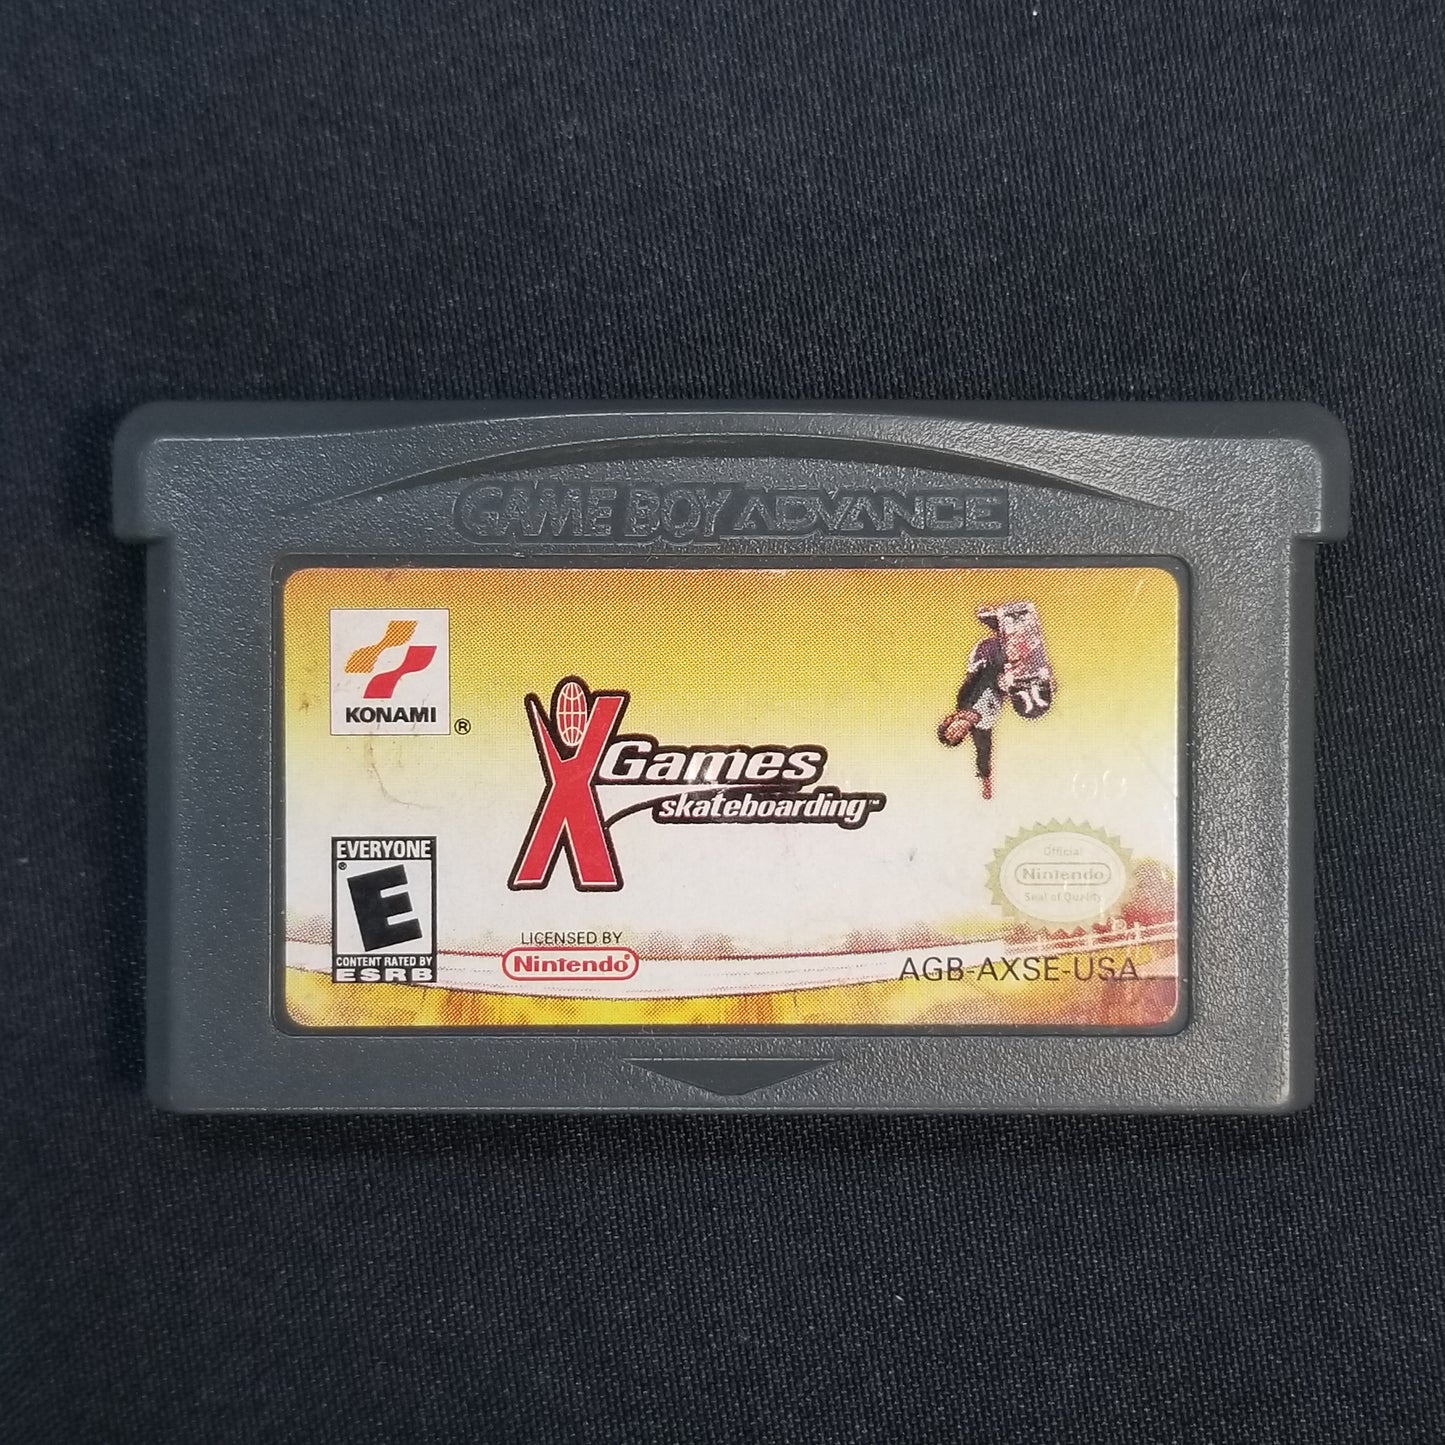 GAME BOY ADVANCE
KONAMI ®
X Games
skateboarding™
EVERYONE
E
®
CONTENT RATED BY
ESRB
LICENSED BY
Nintendo®
Official
Nintendo
Seal of Quality
AGB-AXSE-USA